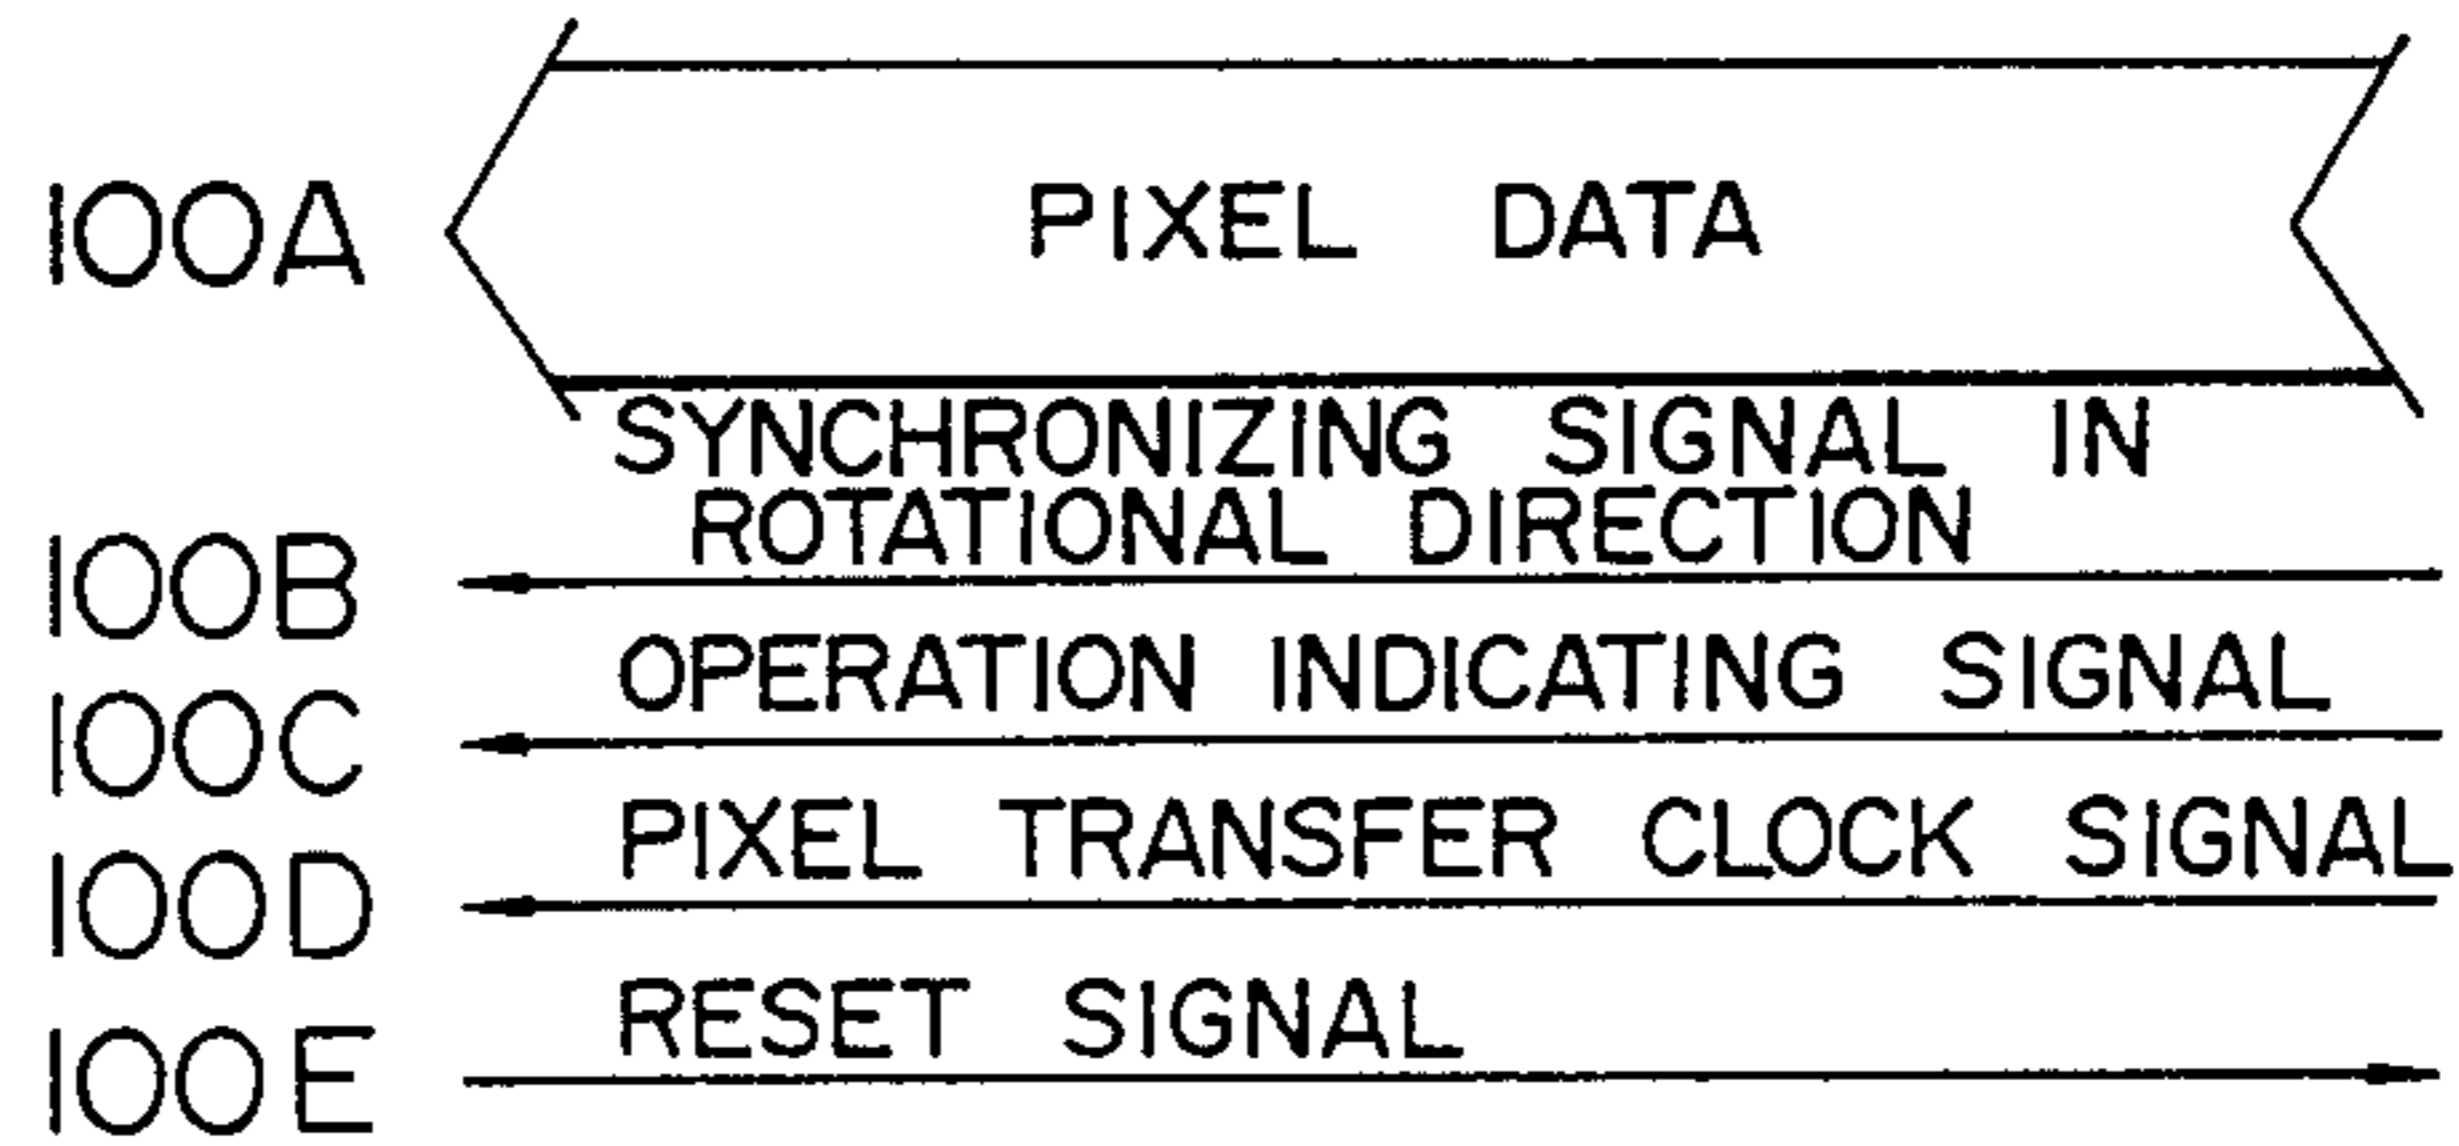 100A PIXEL DATA
SYNCHRONIZING SIGNAL IN
ROTATIONAL DIRECTION
100B
OPERATION INDICATING SIGNAL
100C
PIXEL TRANSFER CLOCK SIGNAL
100D
RESET SIGNAL
100E